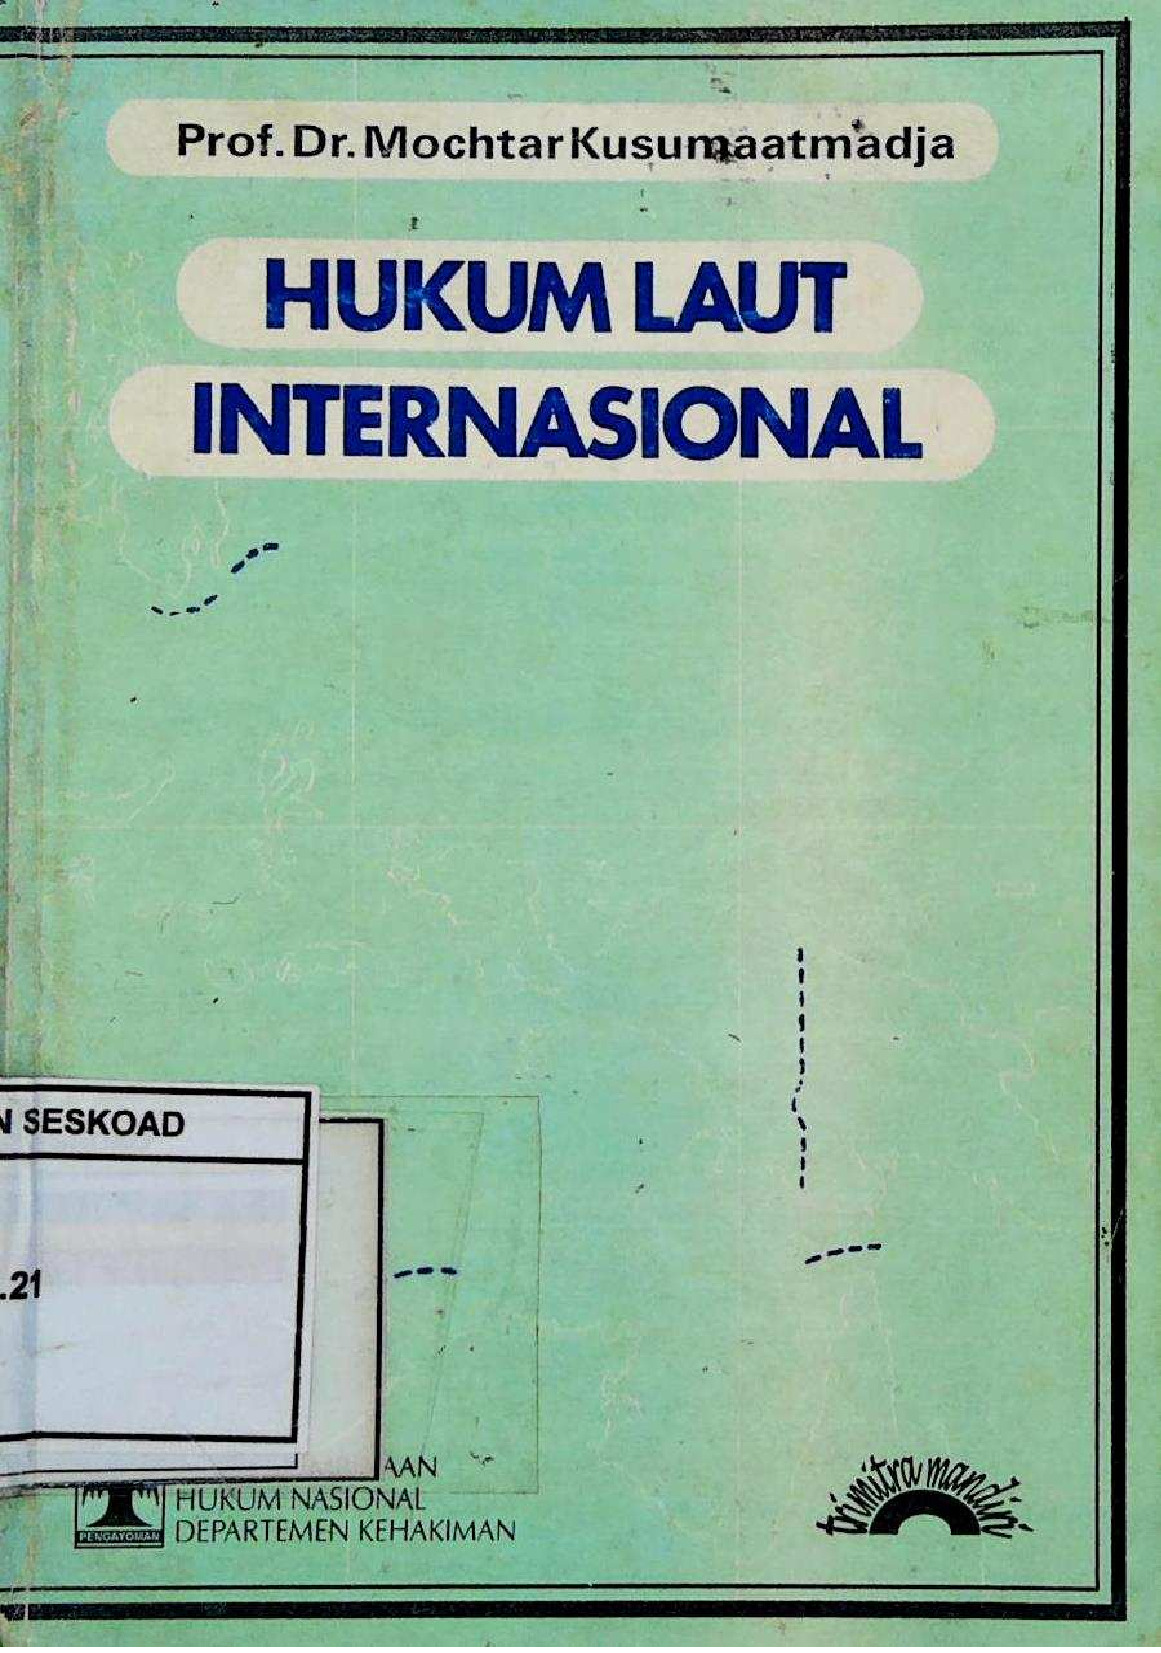 Prof. Dr. Mochtar Kusumaatmadja
HUKUM LAUT
INTERNASIONAL
N SESKOAD
.21
AAN
HUKUM NASIONAL
DEPARTEMEN KEHAKIMAN
PENGAYOMAN
trimitra mandiri